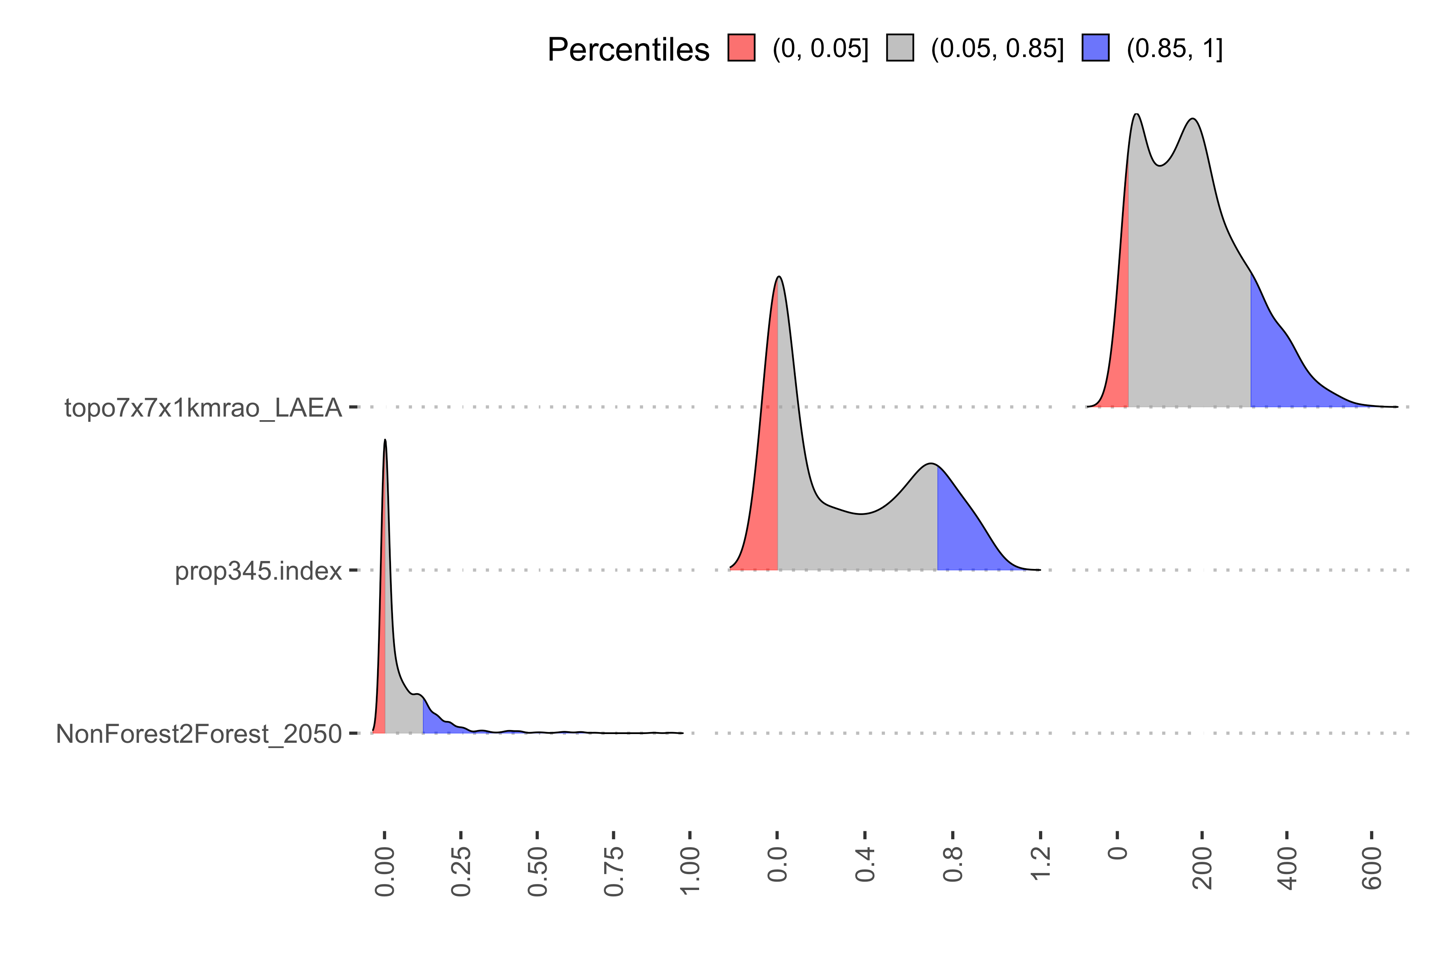 Percentiles (0, 0.05] (0.05, 0.85] (0.85, 1]
topo7x7x1kmrao_LAEA
prop345.index
NonForest2Forest_2050
0.00 0.25 0.50 0.75 1.00 0.0 0.4 0.8 1.2 0 200 400 600